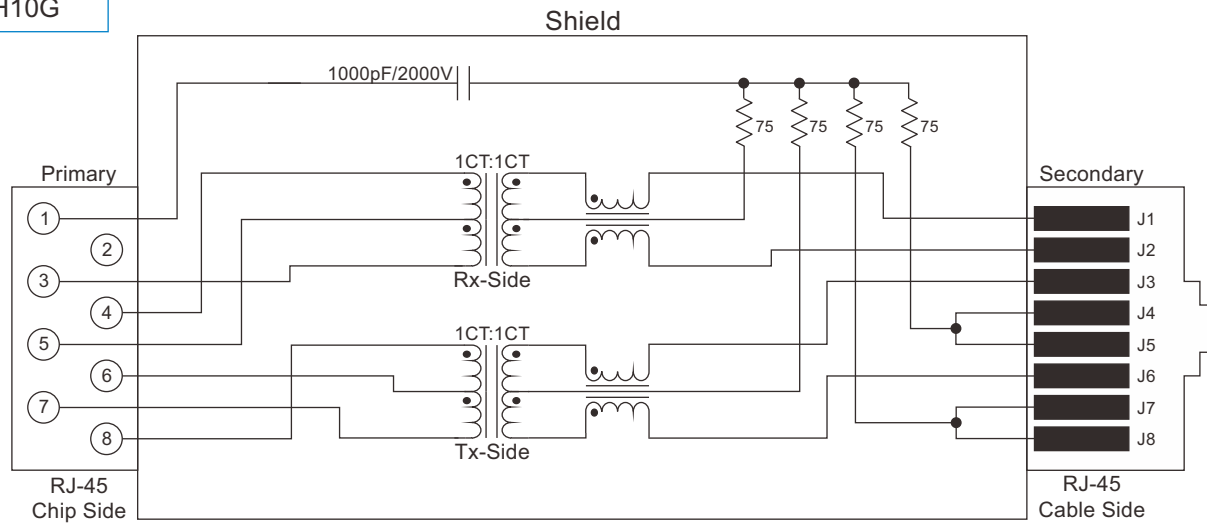 H10G
Shield
1000pF/2000V
75 75 75 75
Primary
1CT:1CT
Secondary
1
2
3
4
5
6
7
8
Rx-Side
1CT:1CT
Tx-Side
J1
J2
J3
J4
J5
J6
J7
J8
RJ-45
Chip Side
RJ-45
Cable Side